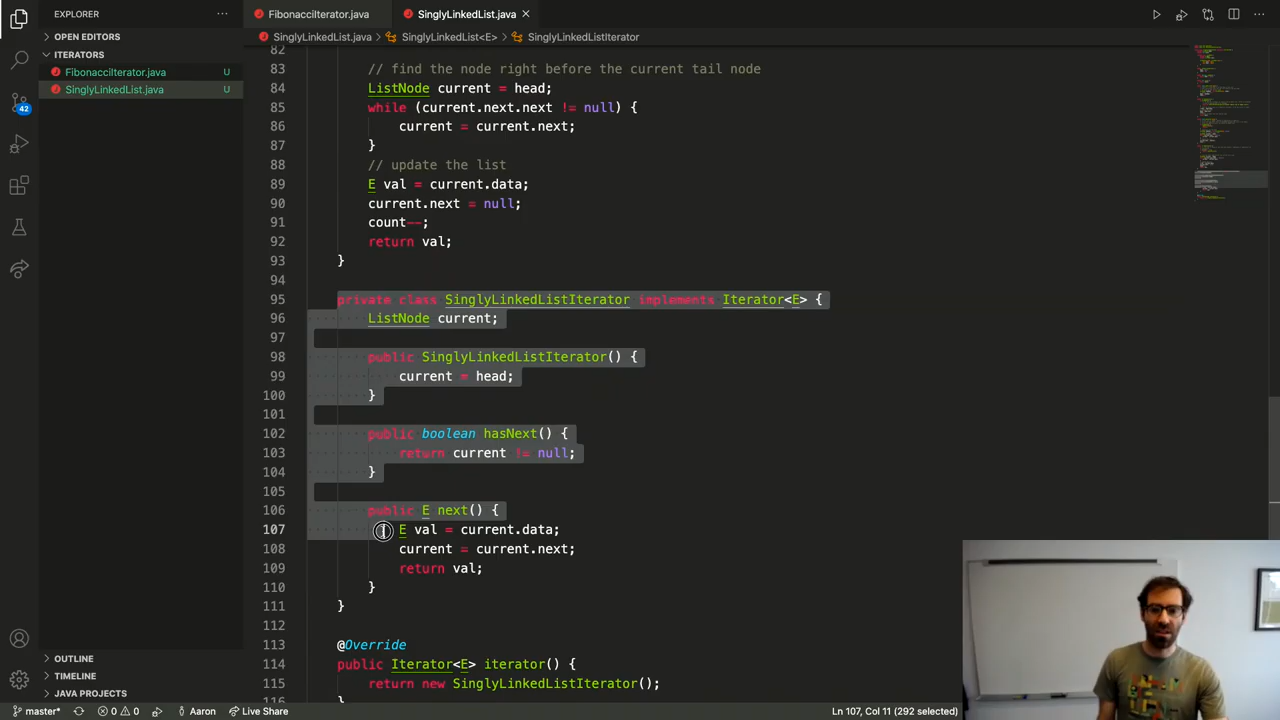 EXPLORER
···
FibonacciIterator.java
SinglyLinkedList.java
OPEN EDITORS
SinglyLinkedList.java > SinglyLinkedList<E> > SinglyLinkedListIterator
ITERATORS
FibonacciIterator.java U
SinglyLinkedList.java U
42
82
83 // find the node right before the current tail node
84 ListNode current = head;
85 while (current.next.next != null) {
86 current = current.next;
87 }
88 // update the list
89 E val = current.data;
90 current.next = null;
91 count--;
92 return val;
93 }
94
95 private class SinglyLinkedListIterator implements Iterator<E> {
96 ListNode current;
97
98 public SinglyLinkedListIterator() {
99 current = head;
100 }
101
102 public boolean hasNext() {
103 return current != null;
104 }
105
106 public E next() {
107 E val = current.data;
108 current = current.next;
109 return val;
110 }
111 }
112
113 @Override
114 public Iterator<E> iterator() {
115 return new SinglyLinkedListIterator();
116 }
OUTLINE
TIMELINE
JAVA PROJECTS
master* 0 0 Aaron Live Share Ln 107, Col 11 (292 selected)